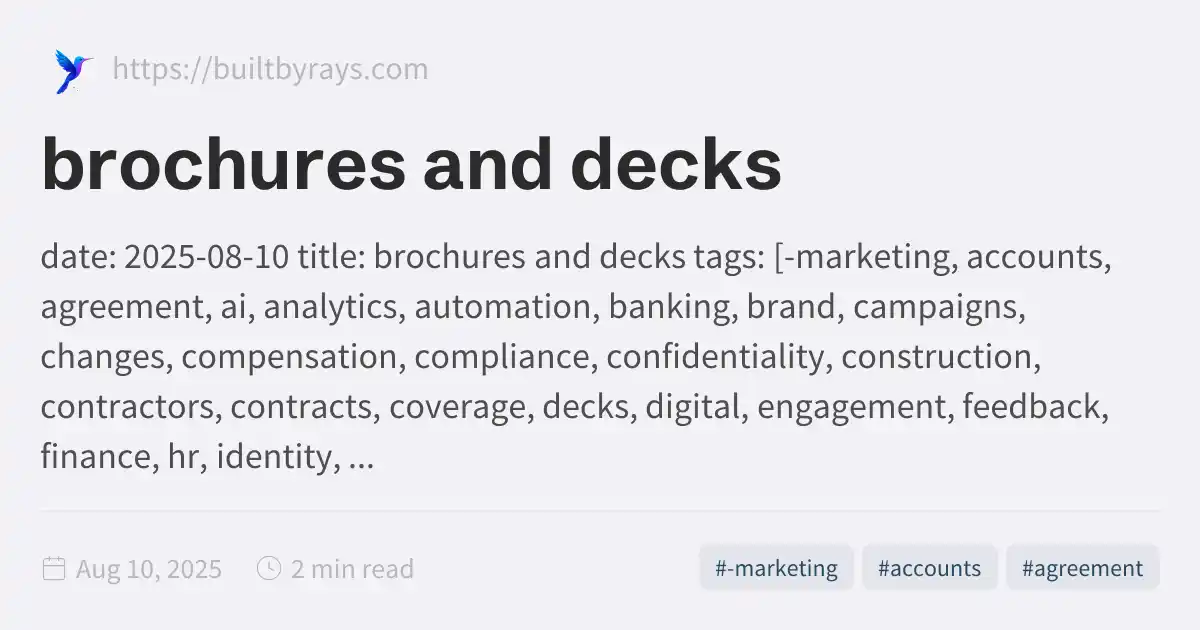 https://builtbyrays.com
brochures and decks
date: 2025-08-10 title: brochures and decks tags: [-marketing, accounts,
agreement, ai, analytics, automation, banking, brand, campaigns,
changes, compensation, compliance, confidentiality, construction,
contractors, contracts, coverage, decks, digital, engagement, feedback,
finance, hr, identity, ...
Aug 10, 2025 2 min read #-marketing #accounts #agreement